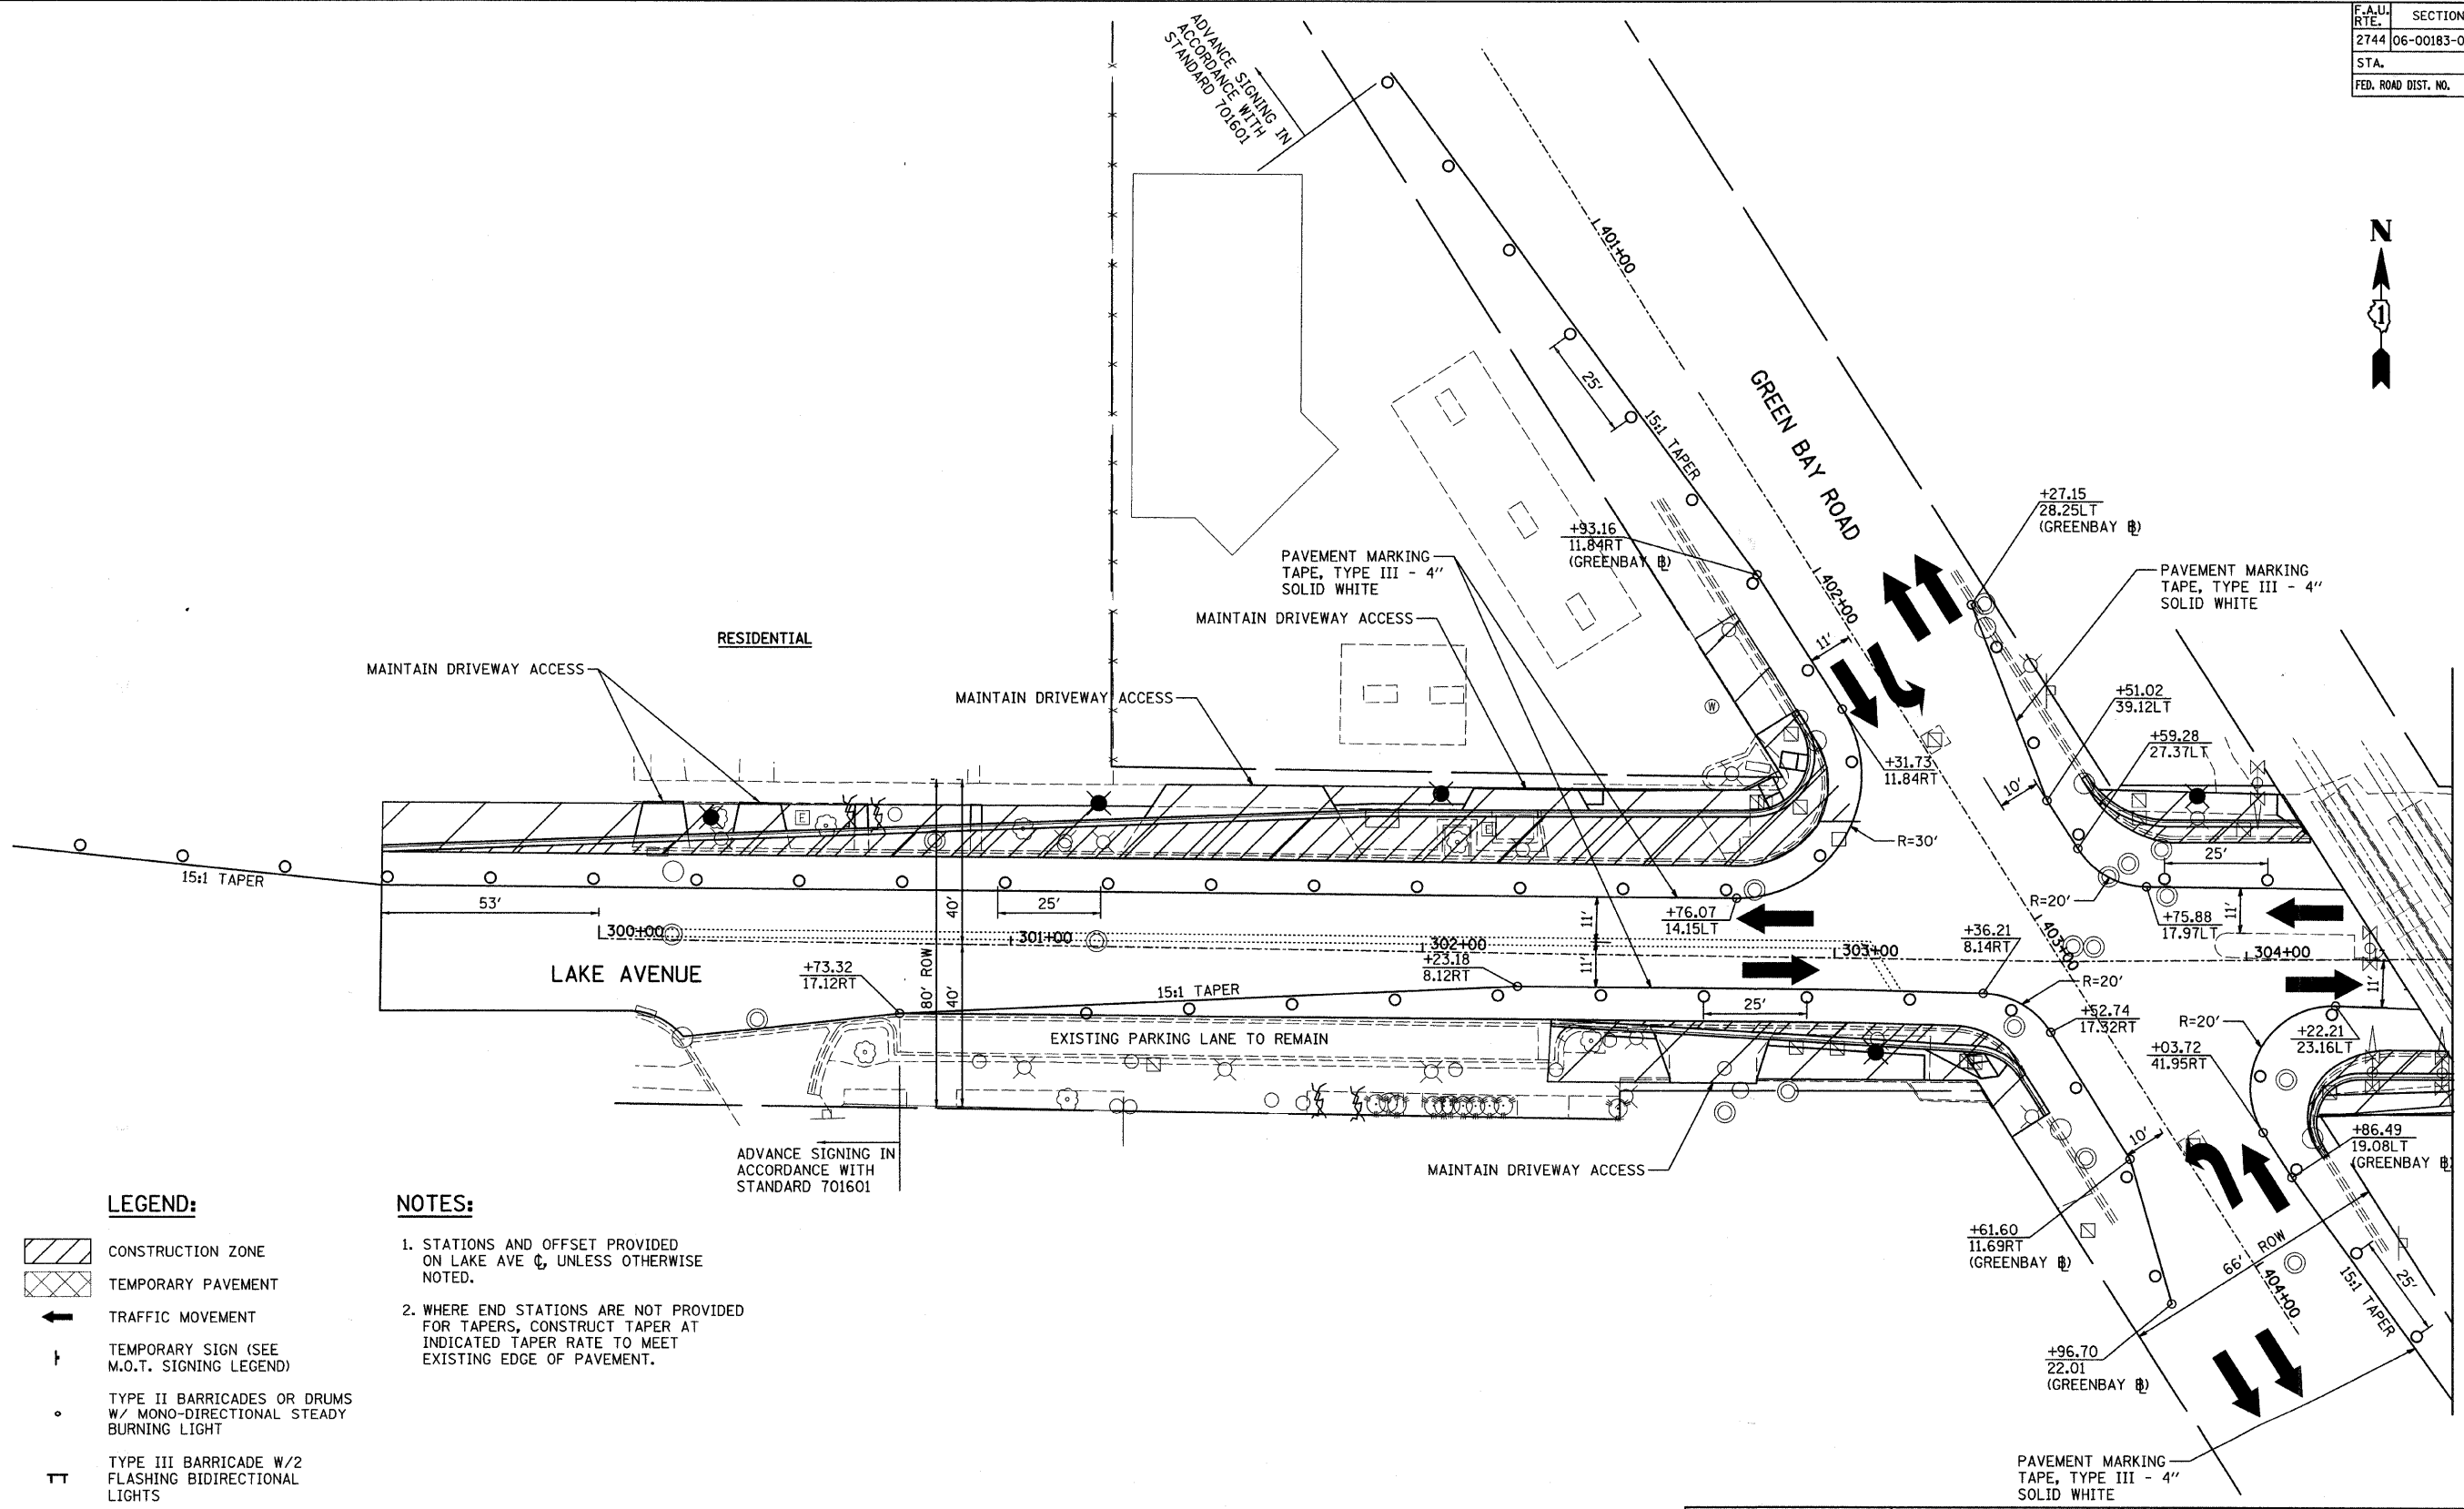 F.A.U.
RTE.
SECTION
2744
06-00183-0
STA.
FED. ROAD DIST. NO.
ADVANCE SIGNING IN
ACCORDANCE WITH
STANDARD 701601
N
1
401+00
GREEN BAY ROAD
25'
15:1 TAPER
+27.15
28.25LT
(GREENBAY ℄)
+93.16
11.84RT
(GREENBAY ℄)
PAVEMENT MARKING
TAPE, TYPE III - 4"
SOLID WHITE
402+00
PAVEMENT MARKING
TAPE, TYPE III - 4"
SOLID WHITE
MAINTAIN DRIVEWAY ACCESS
RESIDENTIAL
11'
MAINTAIN DRIVEWAY ACCESS
MAINTAIN DRIVEWAY ACCESS
W
+51.02
39.12LT
+59.28
27.37LT
+31.73
11.84RT
10'
E
E
R=30'
25'
15:1 TAPER
53'
40'
25'
R=20'
+76.07
14.15LT
11'
+75.88
17.97LT
11'
300+00
301+00
302+00
303+00
403+00
304+00
+36.21
8.14RT
LAKE AVENUE
+73.32
17.12RT
80' ROW
40'
+23.18
8.12RT
11'
15:1 TAPER
25'
R=20'
11'
+52.74
17.32RT
R=20'
+22.21
23.16LT
+03.72
41.95RT
EXISTING PARKING LANE TO REMAIN
+86.49
19.08LT
(GREENBAY ℄)
ADVANCE SIGNING IN
ACCORDANCE WITH
STANDARD 701601
MAINTAIN DRIVEWAY ACCESS
10'
+61.60
11.69RT
(GREENBAY ℄)
66' ROW
404+00
25'
15:1 TAPER
+96.70
22.01
(GREENBAY ℄)
PAVEMENT MARKING
TAPE, TYPE III - 4"
SOLID WHITE
LEGEND:
CONSTRUCTION ZONE
TEMPORARY PAVEMENT
TRAFFIC MOVEMENT
TEMPORARY SIGN (SEE
M.O.T. SIGNING LEGEND)
TYPE II BARRICADES OR DRUMS
W/ MONO-DIRECTIONAL STEADY
BURNING LIGHT
TYPE III BARRICADE W/2
FLASHING BIDIRECTIONAL
LIGHTS
NOTES:
1. STATIONS AND OFFSET PROVIDED
ON LAKE AVE ℄, UNLESS OTHERWISE
NOTED.
2. WHERE END STATIONS ARE NOT PROVIDED
FOR TAPERS, CONSTRUCT TAPER AT
INDICATED TAPER RATE TO MEET
EXISTING EDGE OF PAVEMENT.